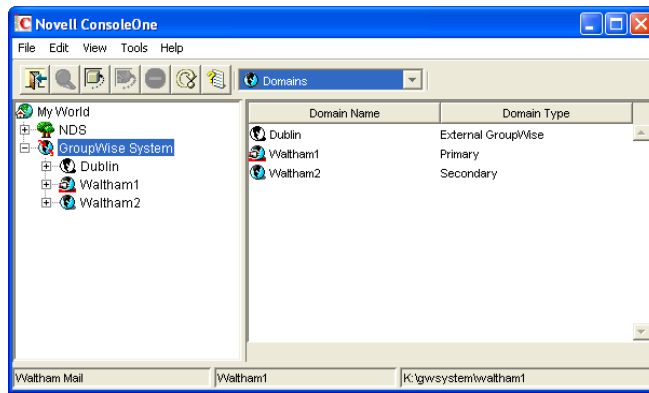 Novell ConsoleOne
File Edit View Tools Help
Domains
My World
NDS
GroupWise System
Dublin
Waltham1
Waltham2
Domain Name Domain Type
Dublin External GroupWise
Waltham1 Primary
Waltham2 Secondary
Waltham Mail Waltham1 K:\gwsystem\waltham1